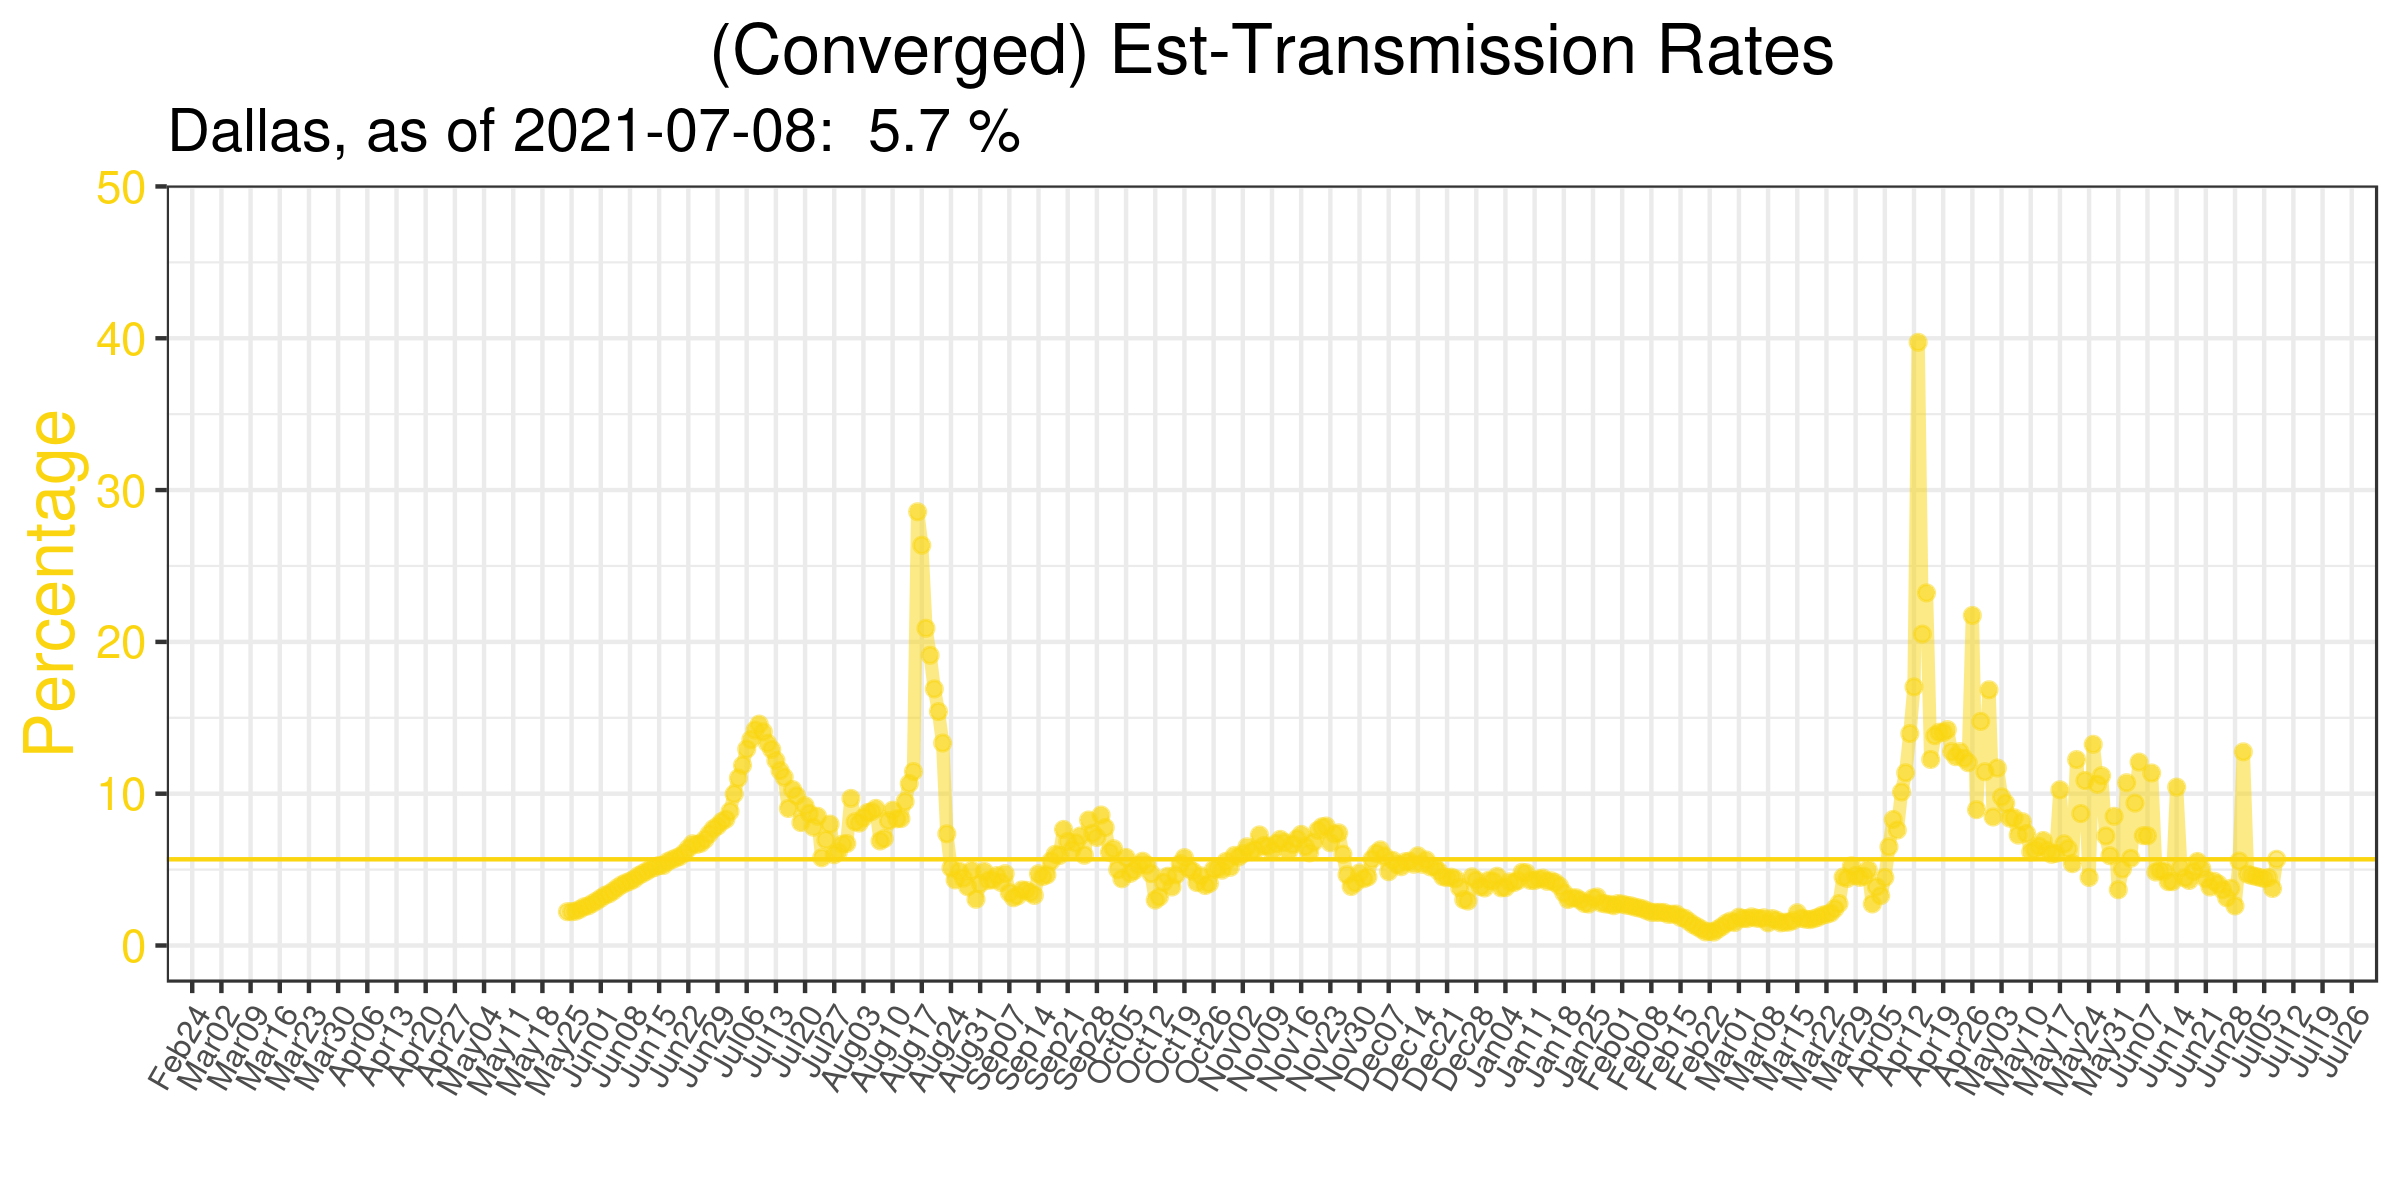 (Converged) Est-Transmission Rates
Dallas, as of 2021-07-08:  5.7 %
Percentage
50
40
30
20
10
0
Feb24
Mar02
Mar09
Mar16
Mar23
Mar30
Apr06
Apr13
Apr20
Apr27
May04
May11
May18
May25
Jun01
Jun08
Jun15
Jun22
Jun29
Jul06
Jul13
Jul20
Jul27
Aug03
Aug10
Aug17
Aug24
Aug31
Sep07
Sep14
Sep21
Sep28
Oct05
Oct12
Oct19
Oct26
Nov02
Nov09
Nov16
Nov23
Nov30
Dec07
Dec14
Dec21
Dec28
Jan04
Jan11
Jan18
Jan25
Feb01
Feb08
Feb15
Feb22
Mar01
Mar08
Mar15
Mar22
Mar29
Apr05
Apr12
Apr19
Apr26
May03
May10
May17
May24
May31
Jun07
Jun14
Jun21
Jun28
Jul05
Jul12
Jul19
Jul26